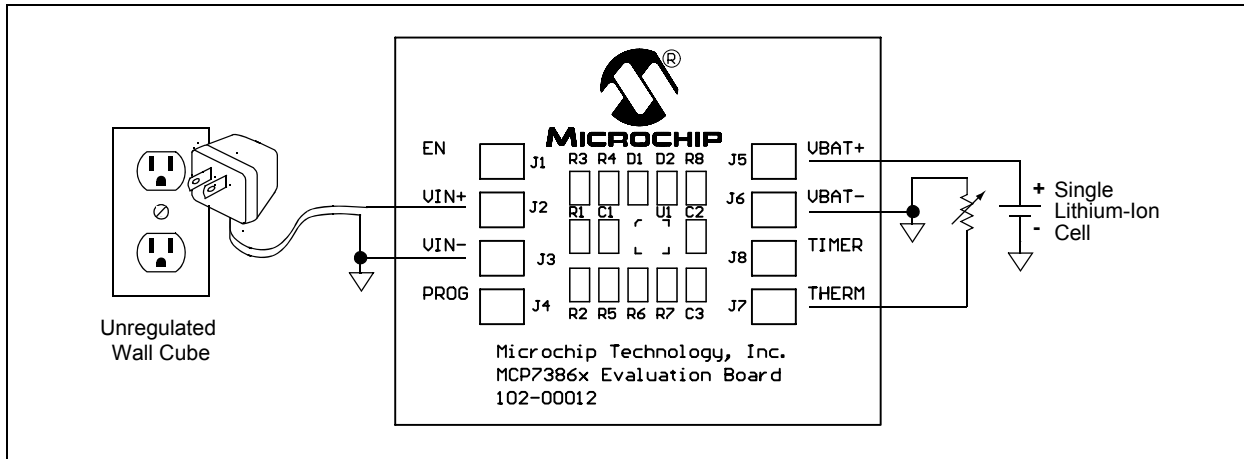 ®
MICROCHIP
EN
J1
VIN+
J2
VIN-
J3
PROG
J4
R3 R4 D1 D2 R8
R1 C1 U1 C2
R2 R5 R6 R7 C3
J5
VBAT+
J6
VBAT-
J8
TIMER
J7
THERM
Microchip Technology, Inc.
MCP7386x Evaluation Board
102-00012
Unregulated
Wall Cube
+ Single
Lithium-Ion
- Cell